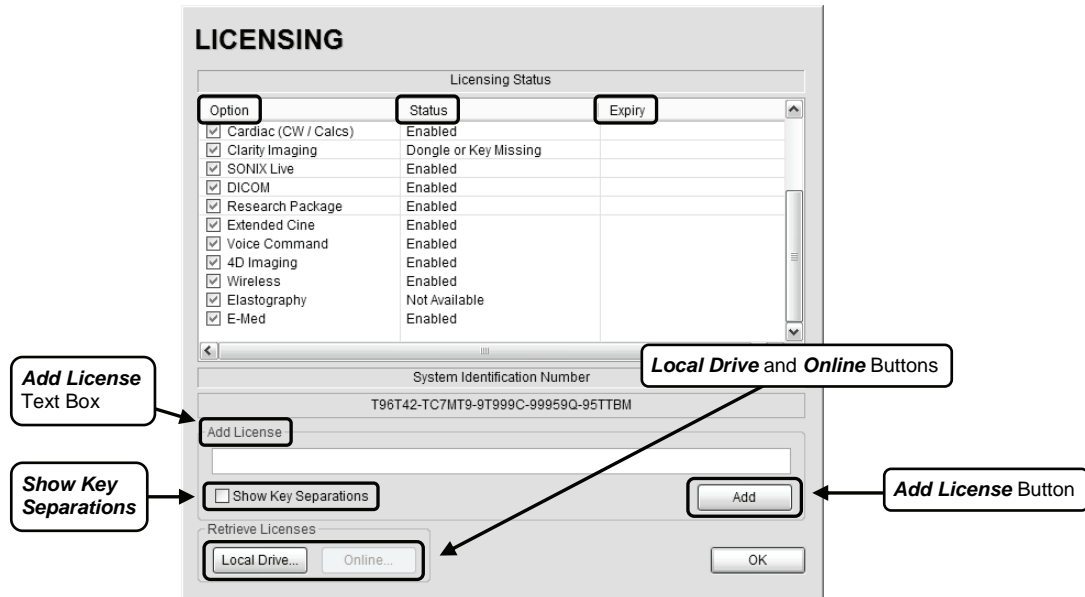 LICENSING
Licensing Status
Option Status Expiry
Cardiac (CW / Calcs) Enabled
Clarity Imaging Dongle or Key Missing
SONIX Live Enabled
DICOM Enabled
Research Package Enabled
Extended Cine Enabled
Voice Command Enabled
4D Imaging Enabled
Wireless Enabled
Elastography Not Available
E-Med Enabled
Local Drive and Online Buttons
Add License
Text Box
System Identification Number
T96T42-TC7MT9-9T999C-99959Q-95TTBM
Add License
Show Key
Separations
Show Key Separations
Add
Add License Button
Retrieve Licenses
Local Drive...
Online...
OK